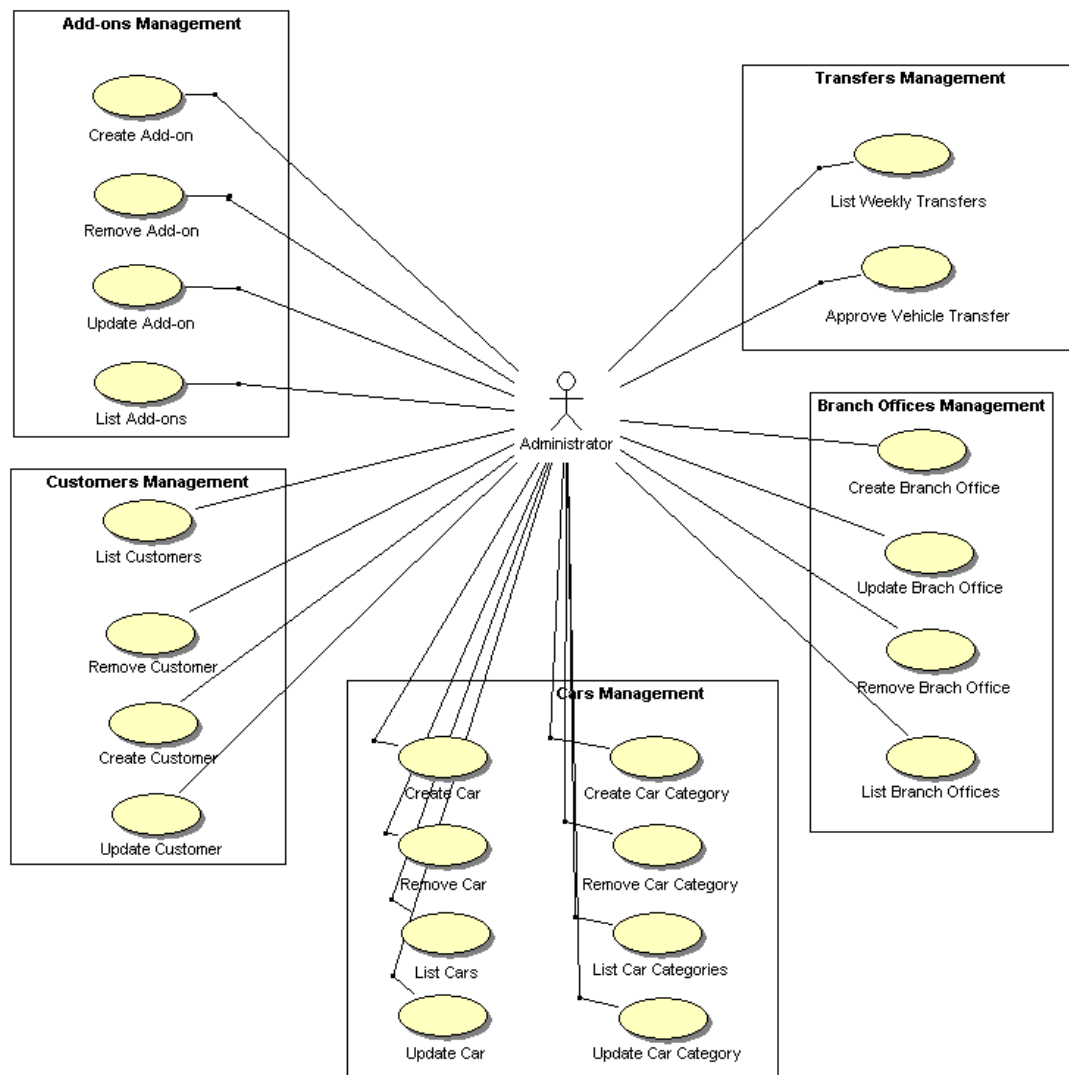 Add-ons Management
Create Add-on
Remove Add-on
Update Add-on
List Add-ons
Transfers Management
List Weekly Transfers
Approve Vehicle Transfer
Administrator
Branch Offices Management
Create Branch Office
Update Brach Office
Remove Brach Office
List Branch Offices
Customers Management
List Customers
Remove Customer
Create Customer
Update Customer
Cars Management
Create Car
Create Car Category
Remove Car
Remove Car Category
List Cars
List Car Categories
Update Car
Update Car Category